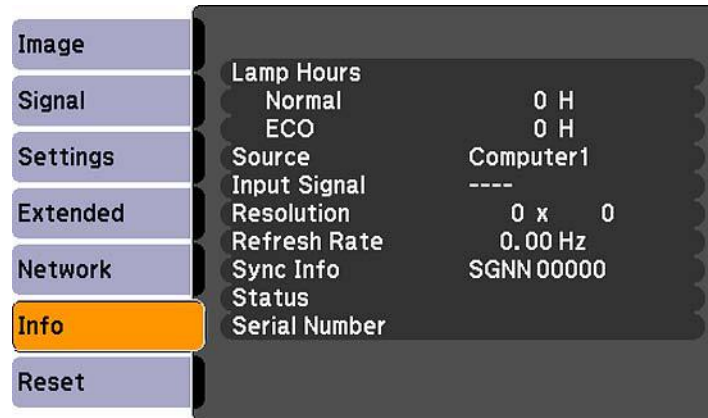 Image
Signal
Settings
Extended
Network
Info
Reset
Lamp Hours
Normal 0 H
ECO 0 H
Source Computer1
Input Signal ----
Resolution 0 x 0
Refresh Rate 0.00 Hz
Sync Info SGNN 00000
Status
Serial Number